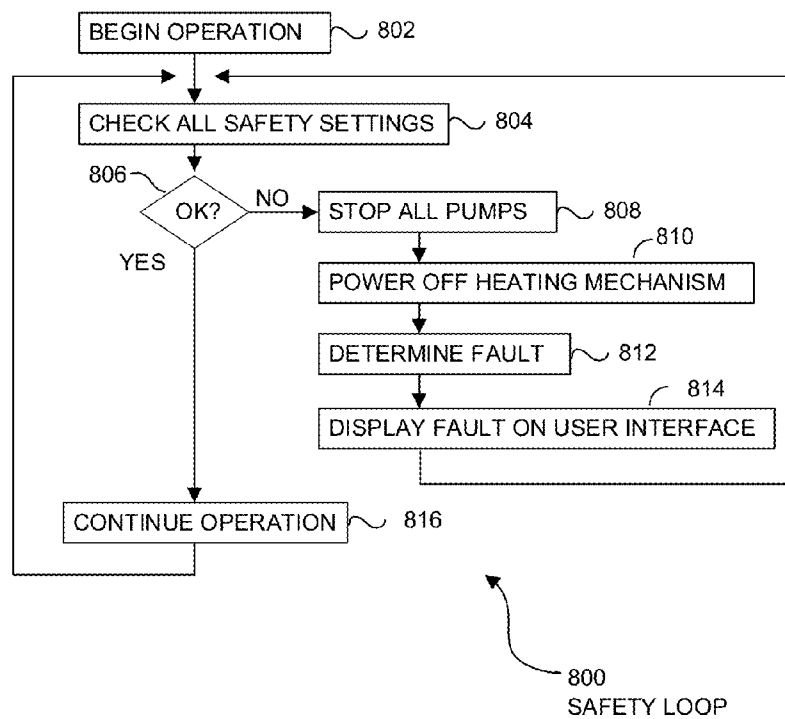 BEGIN OPERATION 802
CHECK ALL SAFETY SETTINGS 804
806
OK? NO STOP ALL PUMPS 808
YES
810
POWER OFF HEATING MECHANISM
DETERMINE FAULT 812
814
DISPLAY FAULT ON USER INTERFACE
CONTINUE OPERATION 816
800
SAFETY LOOP